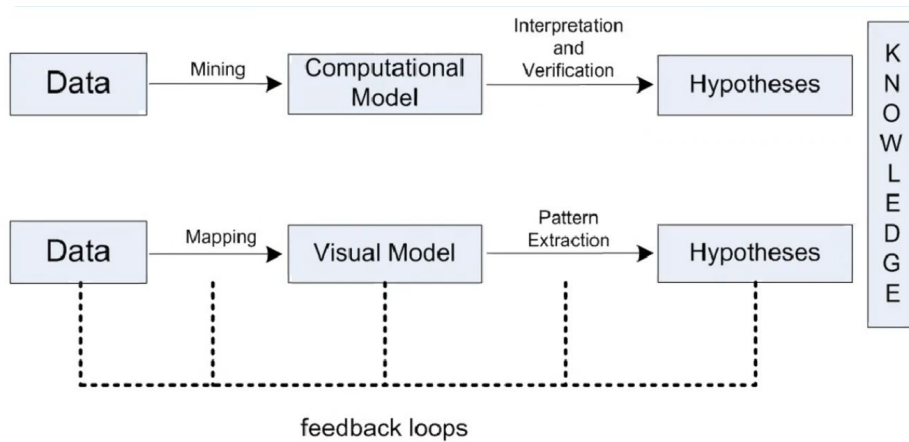 Data
Mining
Computational
Model
Interpretation
and
Verification
Hypotheses
Data
Mapping
Visual Model
Pattern
Extraction
Hypotheses
K
N
O
W
L
E
D
G
E
feedback loops